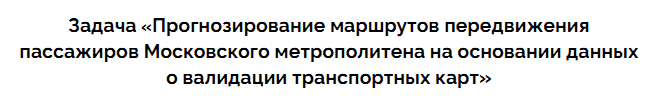 Задача «Прогнозирование маршрутов передвижения
пассажиров Московского метрополитена на основании данных
о валидации транспортных карт»